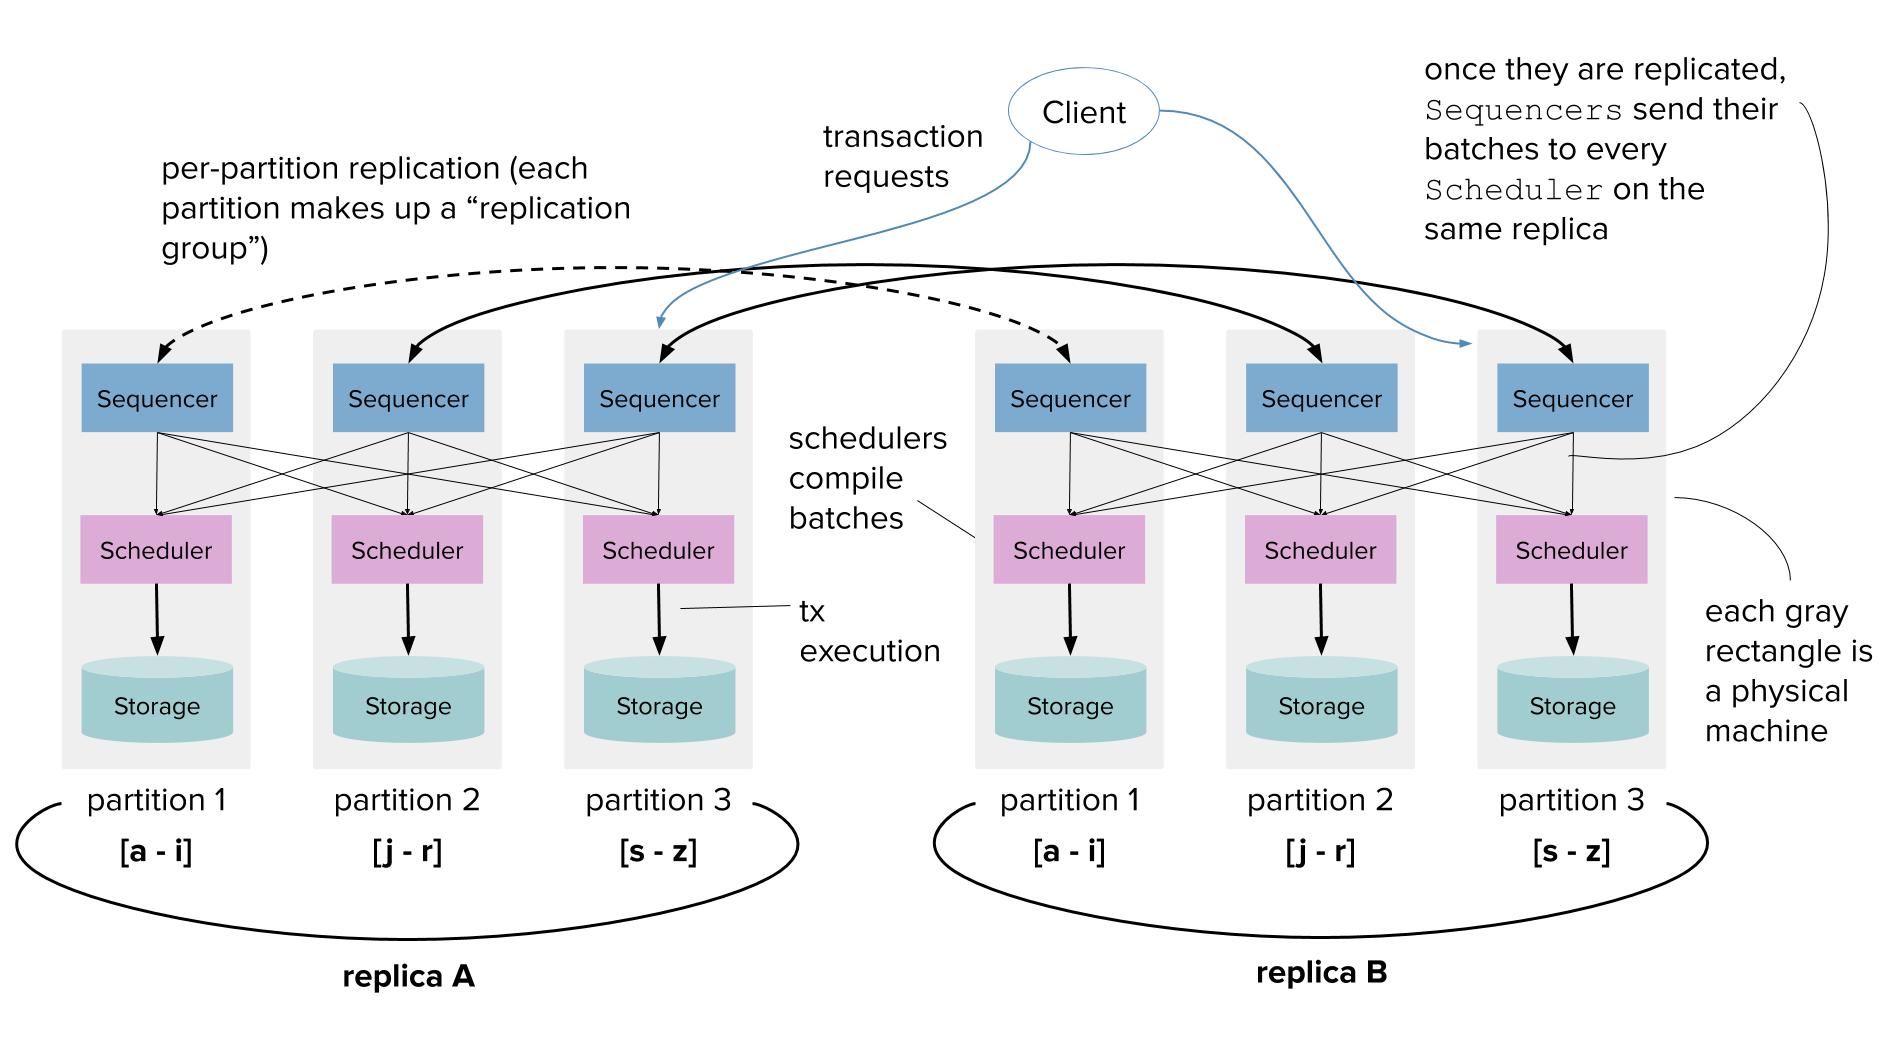 Client
transaction
requests
once they are replicated,
Sequencers send their
batches to every
Scheduler on the
same replica
per-partition replication (each
partition makes up a “replication
group”)
Sequencer
Sequencer
Sequencer
Sequencer
Sequencer
Sequencer
schedulers
compile
batches
Scheduler
Scheduler
Scheduler
Scheduler
Scheduler
Scheduler
tx
execution
each gray
rectangle is
a physical
machine
Storage
Storage
Storage
Storage
Storage
Storage
partition 1
[a - i]
partition 2
[j - r]
partition 3
[s - z]
partition 1
[a - i]
partition 2
[j - r]
partition 3
[s - z]
replica A
replica B